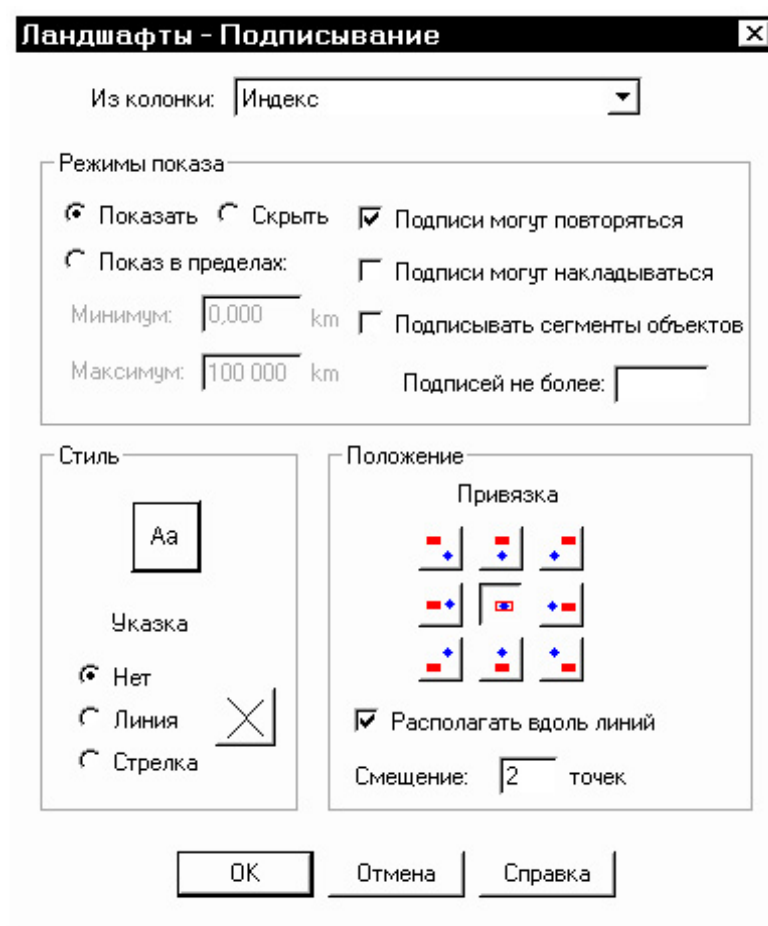 Ландшафты - Подписывание
Из колонки: Индекс
Режимы показа
Показать Скрыть Подписи могут повторяться
Показ в пределах: Подписи могут накладываться
Минимум: 0,000 km Подписывать сегменты объектов
Максимум: 100 000 km Подписей не более:
Стиль Положение
Привязка
Aa
Указка
Нет
Линия Располагать вдоль линий
Стрелка Смещение: 2 точек
OK Отмена Справка